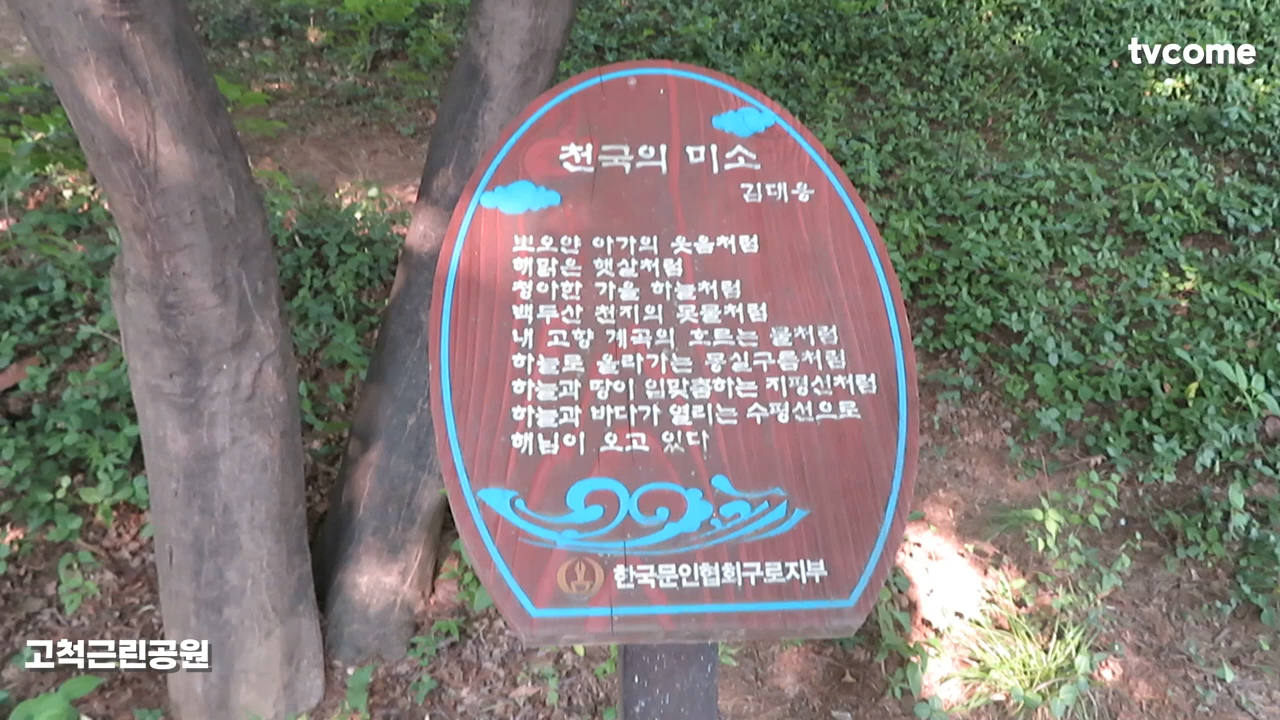 tvcome
천국의 미소
김대응
뽀오얀 아가의 웃음처럼
해맑은 햇살처럼
청아한 가을 하늘처럼
백두산 천지의 못물처럼
내 고향 계곡의 흐르는 물처럼
하늘로 올라가는 뭉실구름처럼
하늘과 땅이 입맞춤하는 지평선처럼
하늘과 바다가 열리는 수평선으로
해님이 오고 있다
한국문인협회구로지부
고척근린공원